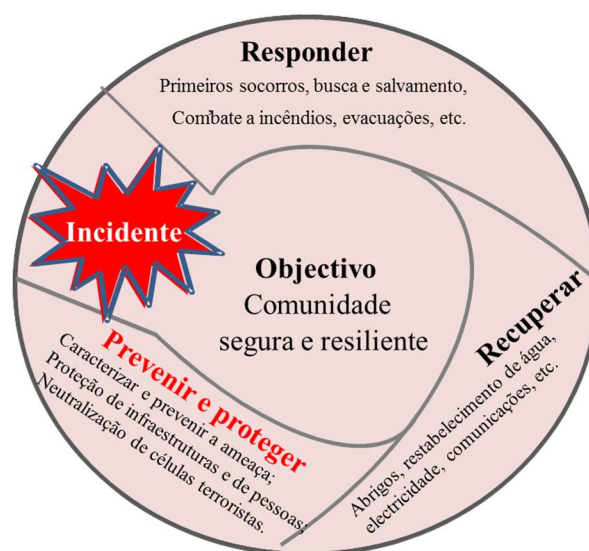 Responder
Primeiros socorros, busca e salvamento,
Combate a incêndios, evacuações, etc.
Incidente
Objectivo
Comunidade
segura e resiliente
Recuperar
Abrigos, restabelecimento de água,
electricidade, comunicações, etc.
Prevenir e proteger
Caracterizar e prevenir a ameaça;
Proteção de infraestruturas e de pessoas;
Neutralização de células terroristas.